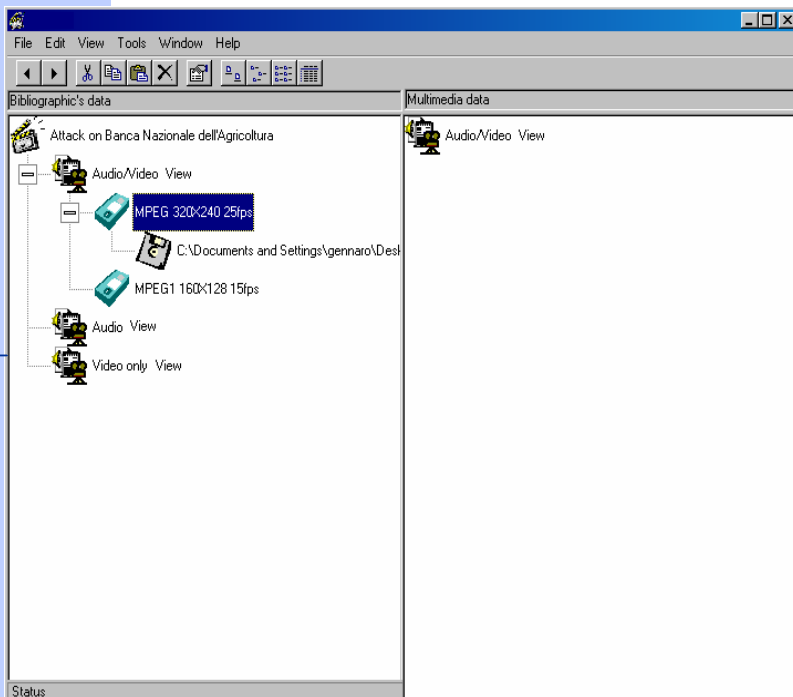 File Edit View Tools Window Help
Bibliographic's data
Multimedia data
Attack on Banca Nazionale dell'Agricoltura
Audio/Video View
MPEG 320X240 25fps
C:\Documents and Settings\gennaro\Desk
MPEG1 160X128 15fps
Audio View
Video only View
Audio/Video View
Status